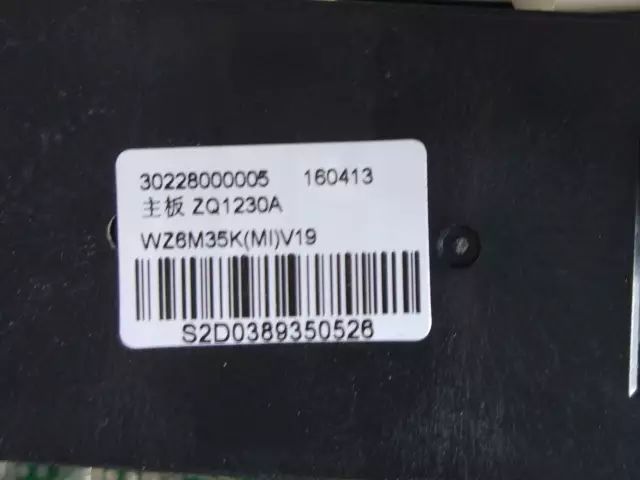 30228000005 160413
主板 ZQ1230A
WZ6M35K(MI)V19
S2D0389350526